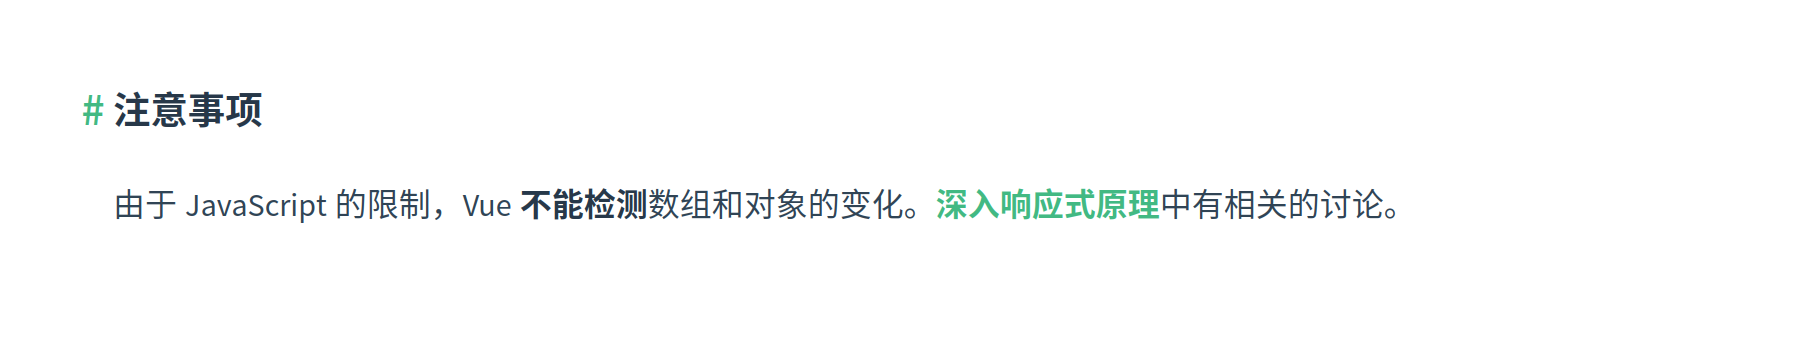 # 注意事项
由于 JavaScript 的限制，Vue 不能检测数组和对象的变化。深入响应式原理中有相关的讨论。